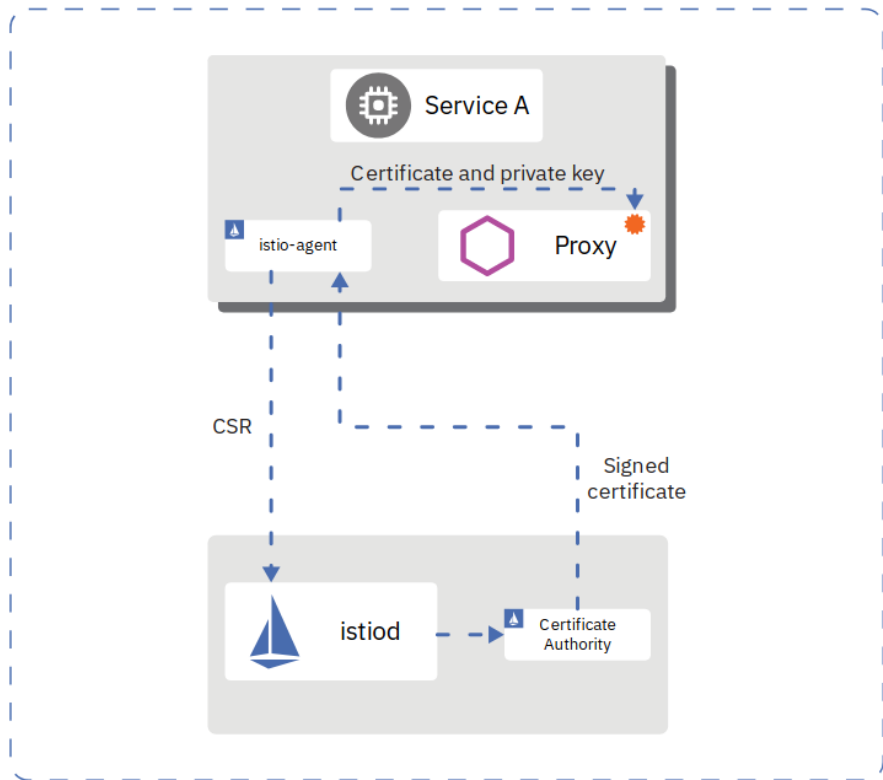 Service A
Certificate and private key
istio-agent
Proxy
CSR
Signed
certificate
istiod
Certificate
Authority